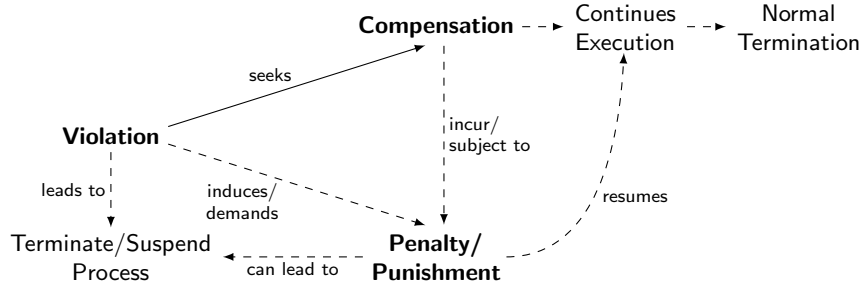 Compensation
Continues
Execution
Normal
Termination
seeks
Violation
incur/
subject to
leads to
induces/
demands
resumes
Terminate/Suspend
Process
can lead to
Penalty/
Punishment